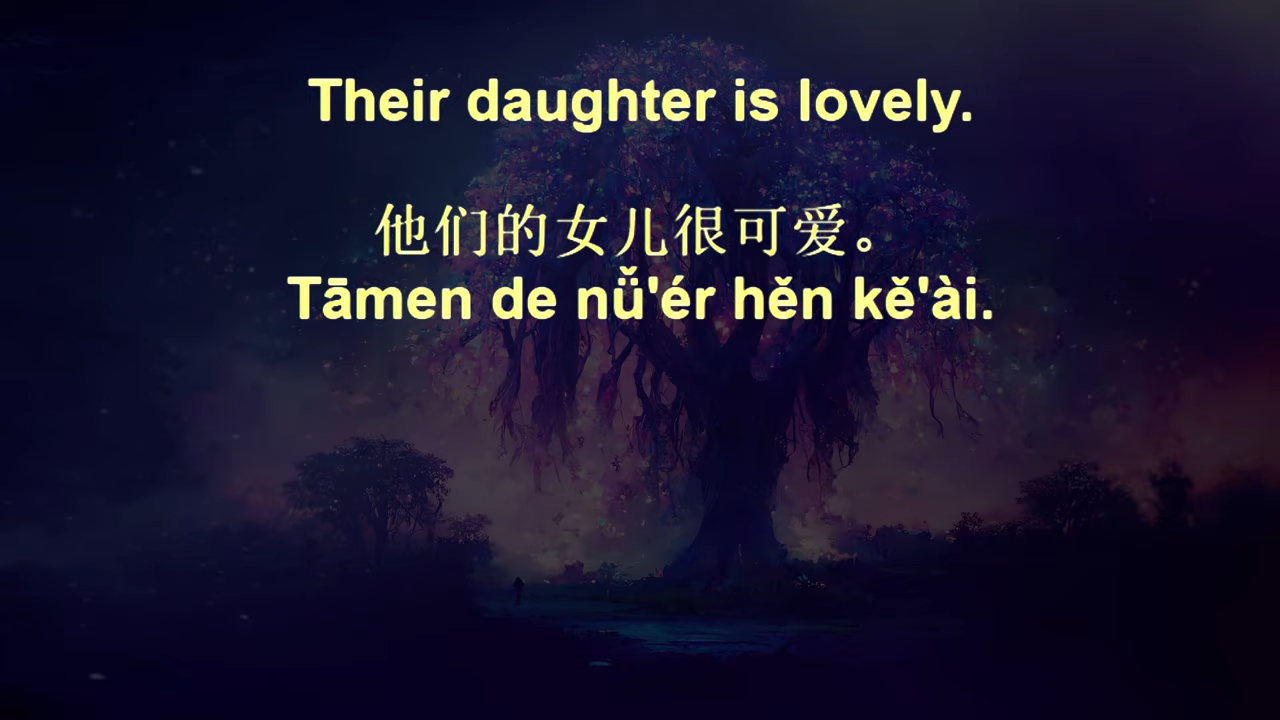 Their daughter is lovely.
他们的女儿很可爱。
Tāmen de nǚ'ér hěn kě'ài.